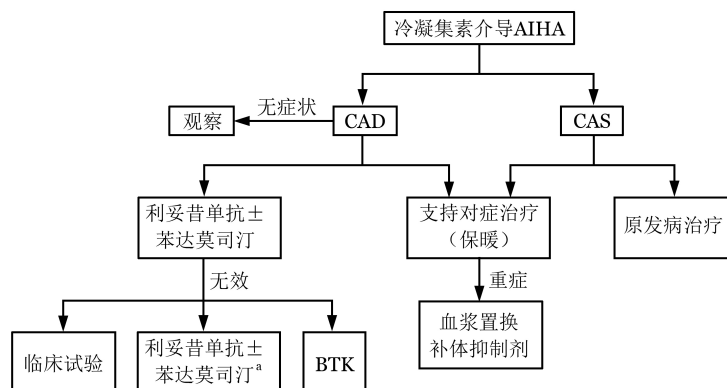 冷凝集素介导AIHA
观察
无症状
CAD
CAS
利妥昔单抗±
苯达莫司汀
支持对症治疗
（保暖）
原发病治疗
无效
重症
临床试验
利妥昔单抗±
苯达莫司汀a
BTK
血浆置换
补体抑制剂